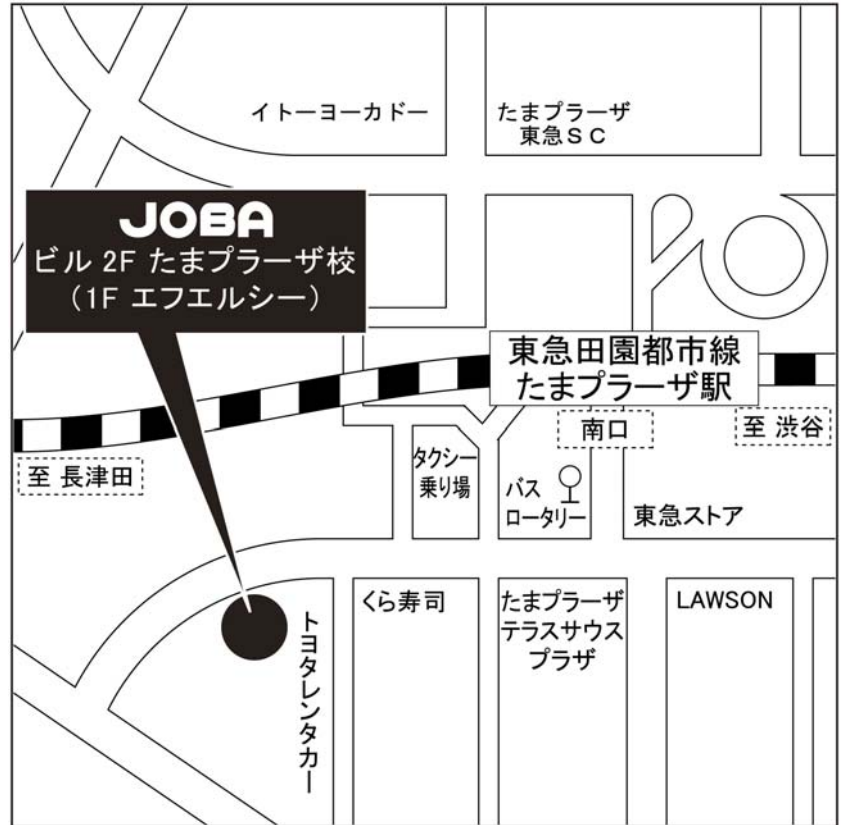 イトーヨーカドー
たまプラーザ
東急SC
JOBA
ビル 2F たまプラーザ校
(1F エフエルシー)
東急田園都市線
たまプラーザ駅
南口
至 渋谷
至 長津田
タクシー
乗り場
バス
ロータリー
東急ストア
トヨタレンタカー
くら寿司
たまプラーザ
テラスサウス
プラザ
LAWSON